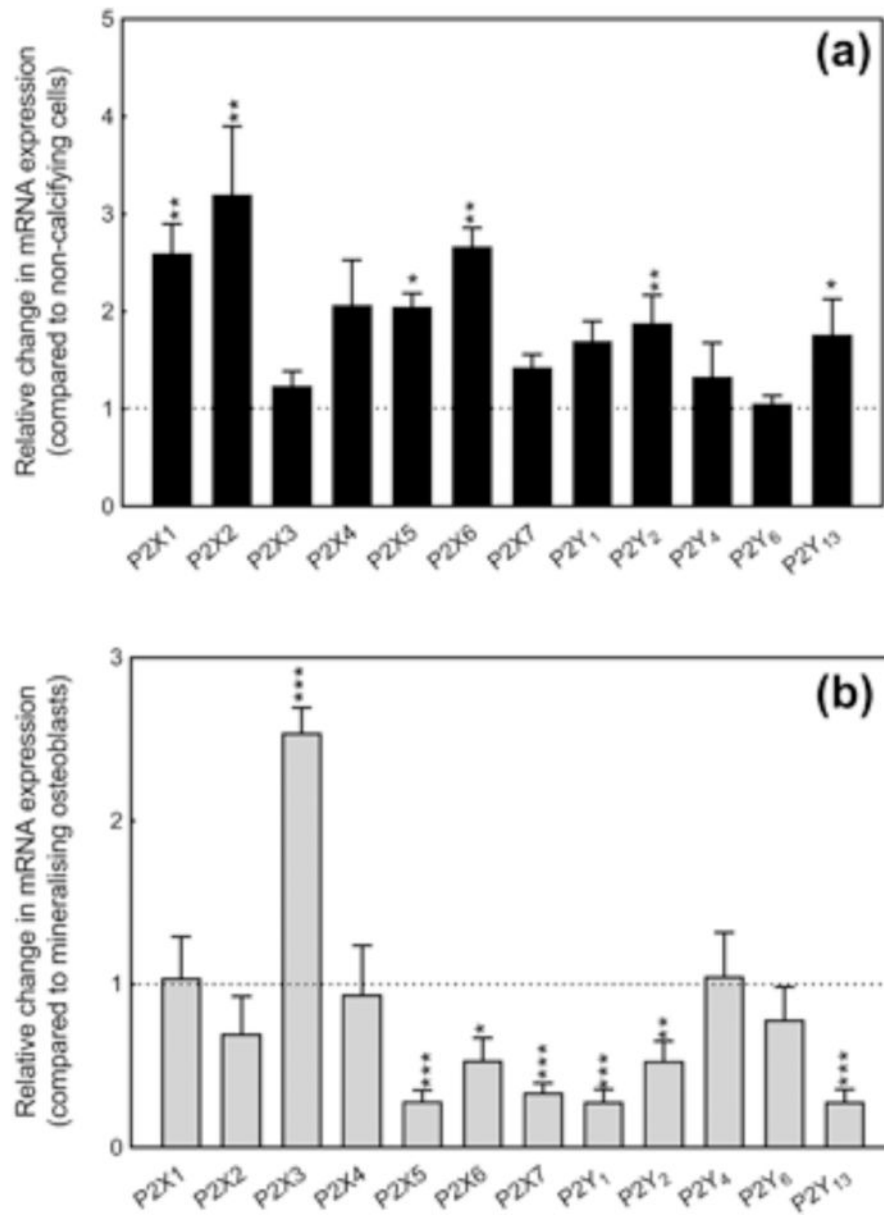 (a)
Relative change in mRNA expression
(compared to non-calcifying cells)
5
4
3
2
1
0
** ** * ** ** *
P2X1 P2X2 P2X3 P2X4 P2X5 P2X6 P2X7 P2Y₁ P2Y₂ P2Y₄ P2Y₆ P2Y₁₃
(b)
Relative change in mRNA expression
(compared to mineralising osteoblasts)
3
2
1
0
*** *** * *** *** ** ***
P2X1 P2X2 P2X3 P2X4 P2X5 P2X6 P2X7 P2Y₁ P2Y₂ P2Y₄ P2Y₆ P2Y₁₃